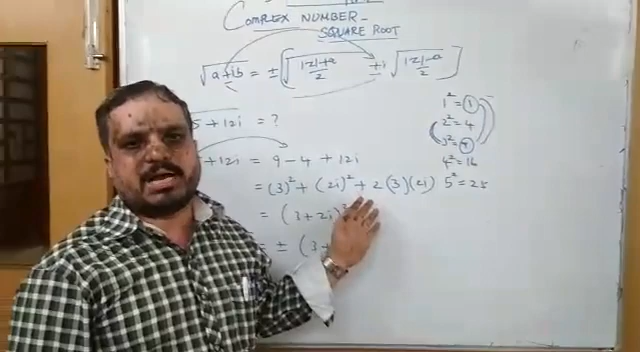 COMPLEX NUMBER -
SQUARE ROOT
√a+ib = ± [√|z|+a/2 ± i √|z|-a/2]
5 + 12i = ?
+12i = 9 - 4 + 12i
= (3)² + (2i)² + 2(3)(2i)
= (3+2i)²
= ± (3+
1² = 1
2² = 4
3² = 9
4² = 16
5² = 25